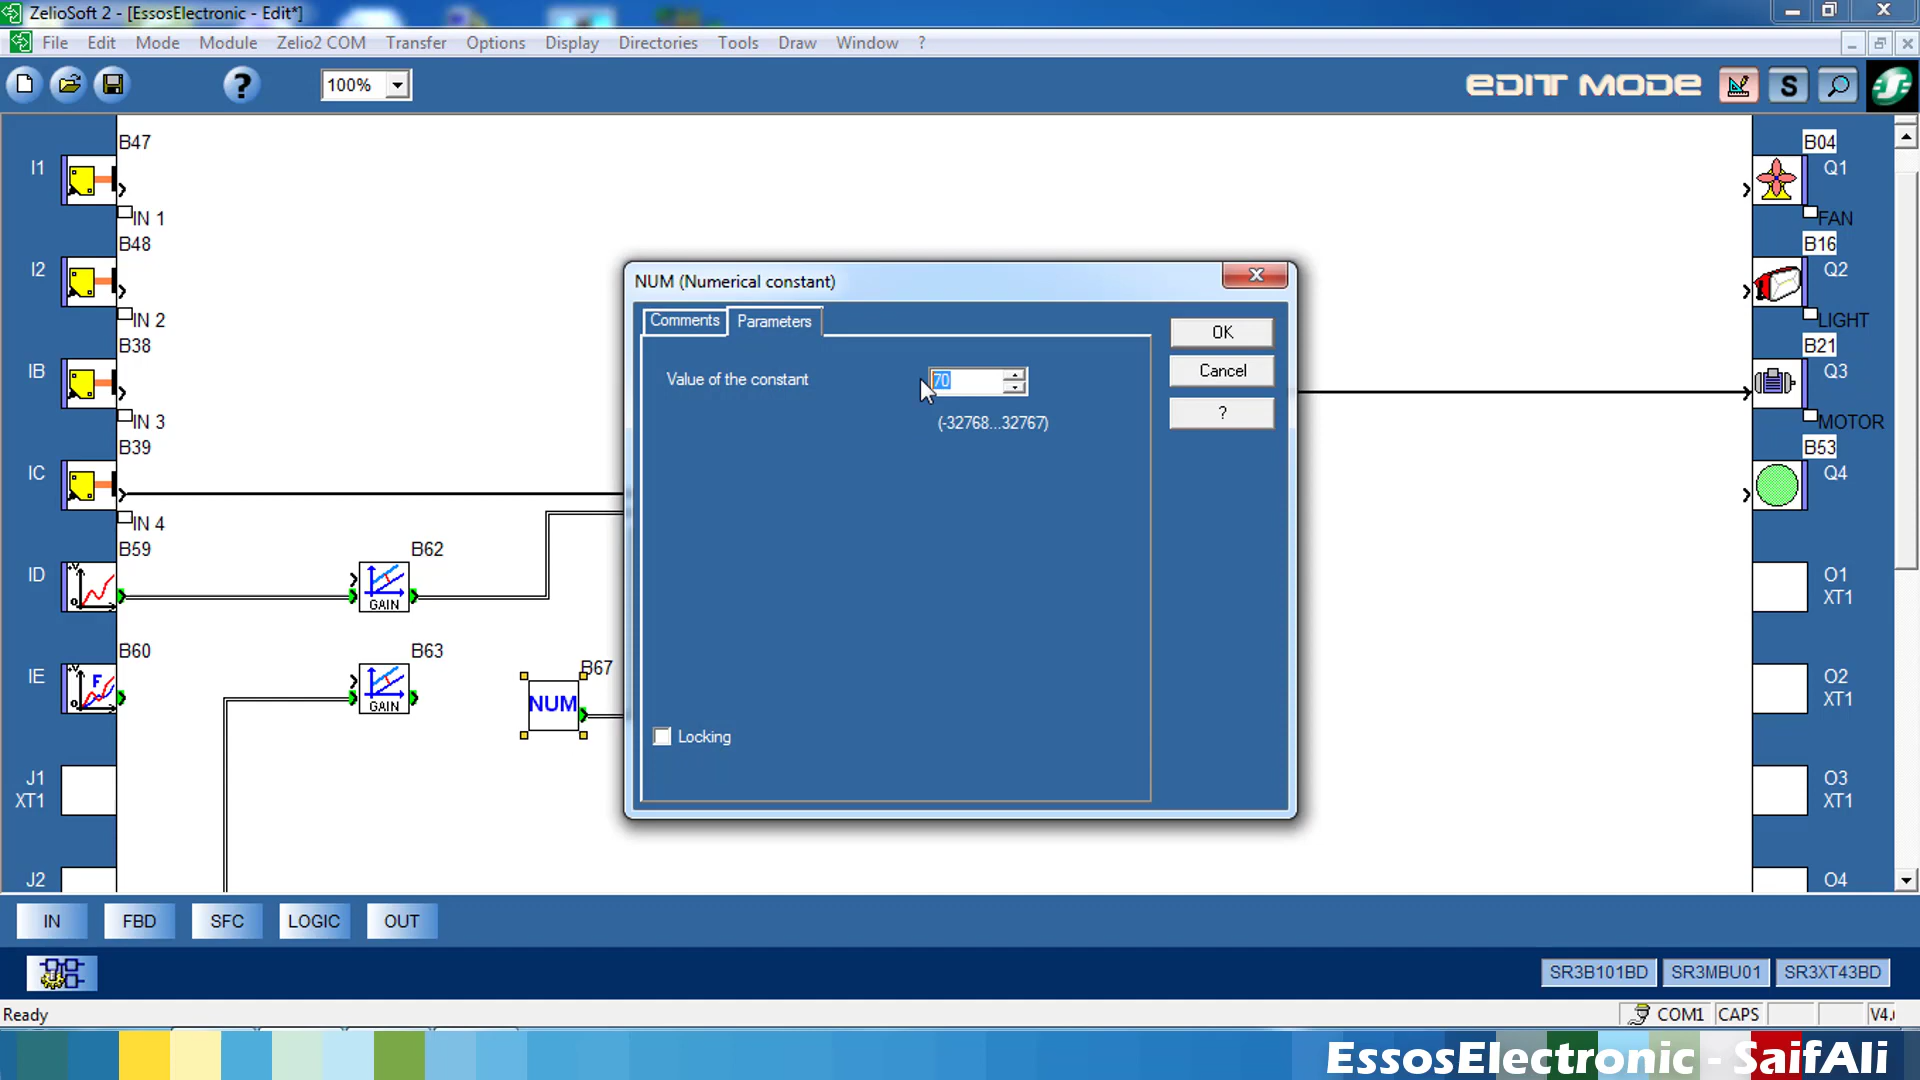 ZelioSoft 2 - [EssosElectronic - Edit*]
File Edit Mode Module Zelio2 COM Transfer Options Display Directories Tools Draw Window ?
? 100% EDIT MODE S
B47
I1
IN 1
B48
I2
IN 2
B38
IB
IN 3
B39
IC
IN 4
B59
ID
B62
GAIN
B60
IE
B63
GAIN
B67
NUM
J1
XT1
J2
NUM (Numerical constant)
Comments Parameters
Value of the constant 70
(-32768...32767)
Locking
OK
Cancel
?
B04
Q1
FAN
B16
Q2
LIGHT
B21
Q3
MOTOR
B53
Q4
O1
XT1
O2
XT1
O3
XT1
O4
IN FBD SFC LOGIC OUT
SR3B101BD SR3MBU01 SR3XT43BD
Ready COM1 CAPS
EssosElectronic - SaifAli